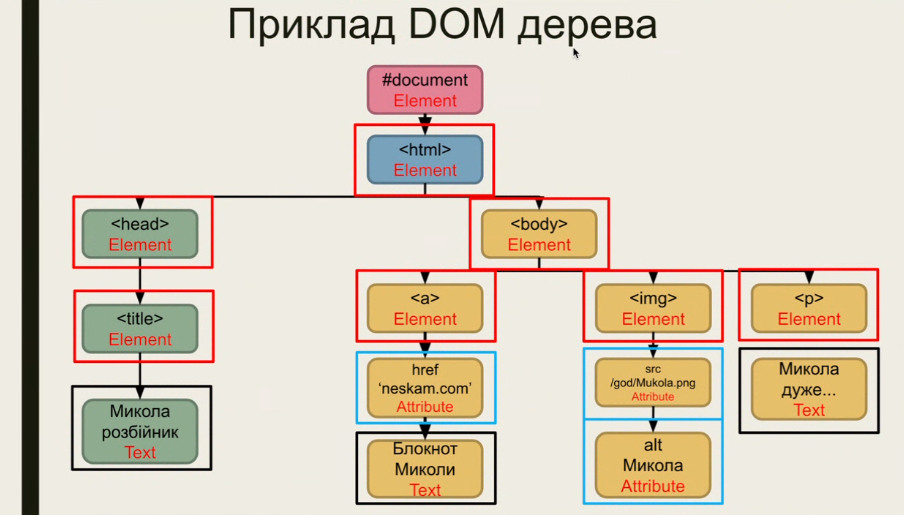 Приклад DOM дерева
#document
Element
<html>
Element
<head>
Element
<body>
Element
<title>
Element
<a>
Element
<img>
Element
<p>
Element
Микола
розбійник
Text
href
‘neskam.com’
Attribute
src
/god/Mukola.png
Attribute
Микола
дуже...
Text
Блокнот
Миколи
Text
alt
Микола
Attribute